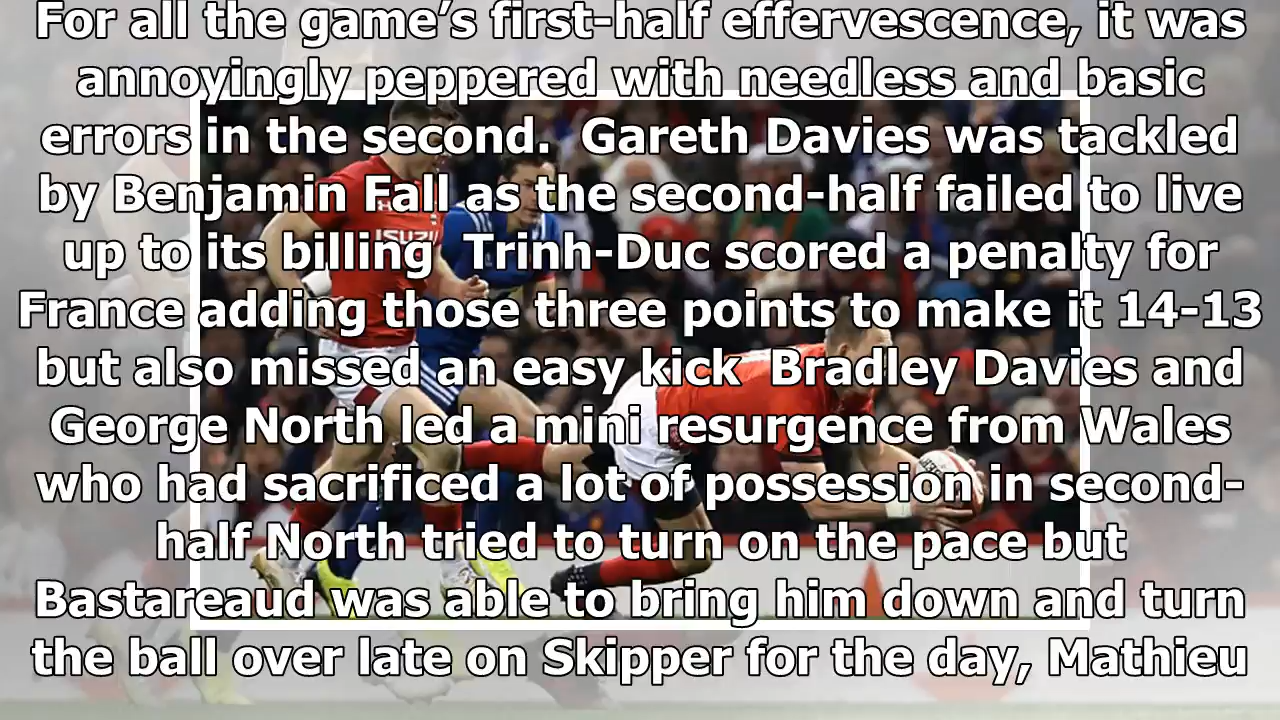 For all the game’s first-half effervescence, it was
annoyingly peppered with needless and basic
errors in the second.  Gareth Davies was tackled
by Benjamin Fall as the second-half failed to live
up to its billing  Trinh-Duc scored a penalty for
France adding those three points to make it 14-13
but also missed an easy kick  Bradley Davies and
George North led a mini resurgence from Wales
who had sacrificed a lot of possession in second-
half North tried to turn on the pace but
Bastareaud was able to bring him down and turn
the ball over late on Skipper for the day, Mathieu
ISUZU